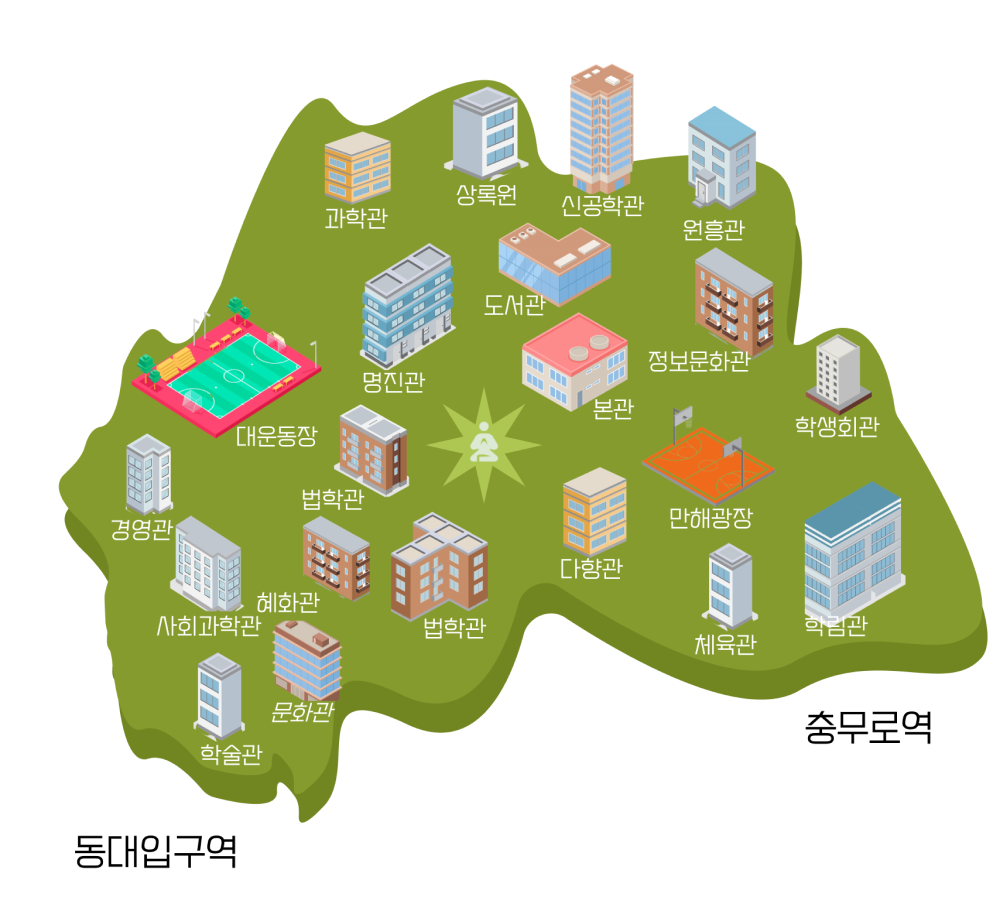 상록원
신공학관
과학관
원흥관
도서관
정보문화관
명진관
본관
학생회관
대운동장
법학관
만해광장
경영관
다향관
혜화관
사회과학관
법학관
학림관
체육관
문화관
학술관
충무로역
동대입구역